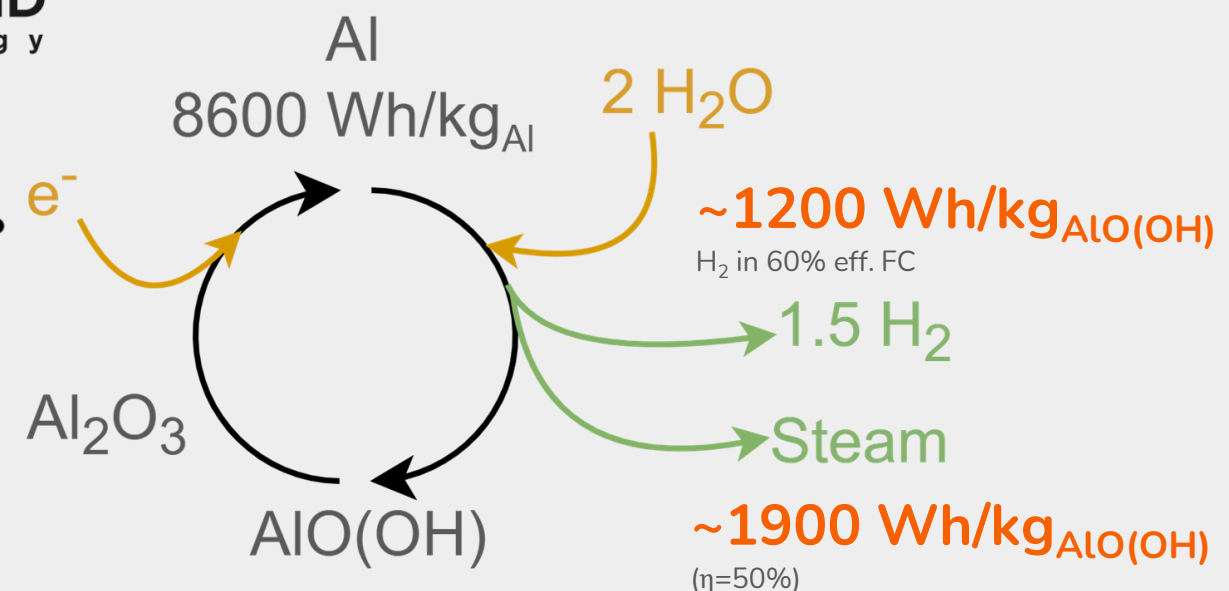 g y
Al
8600 Wh/kgAl
2 H2O
e-
~1200 Wh/kgAlO(OH)
H2 in 60% eff. FC
1.5 H2
Al2O3
Steam
AlO(OH)
~1900 Wh/kgAlO(OH)
(η=50%)